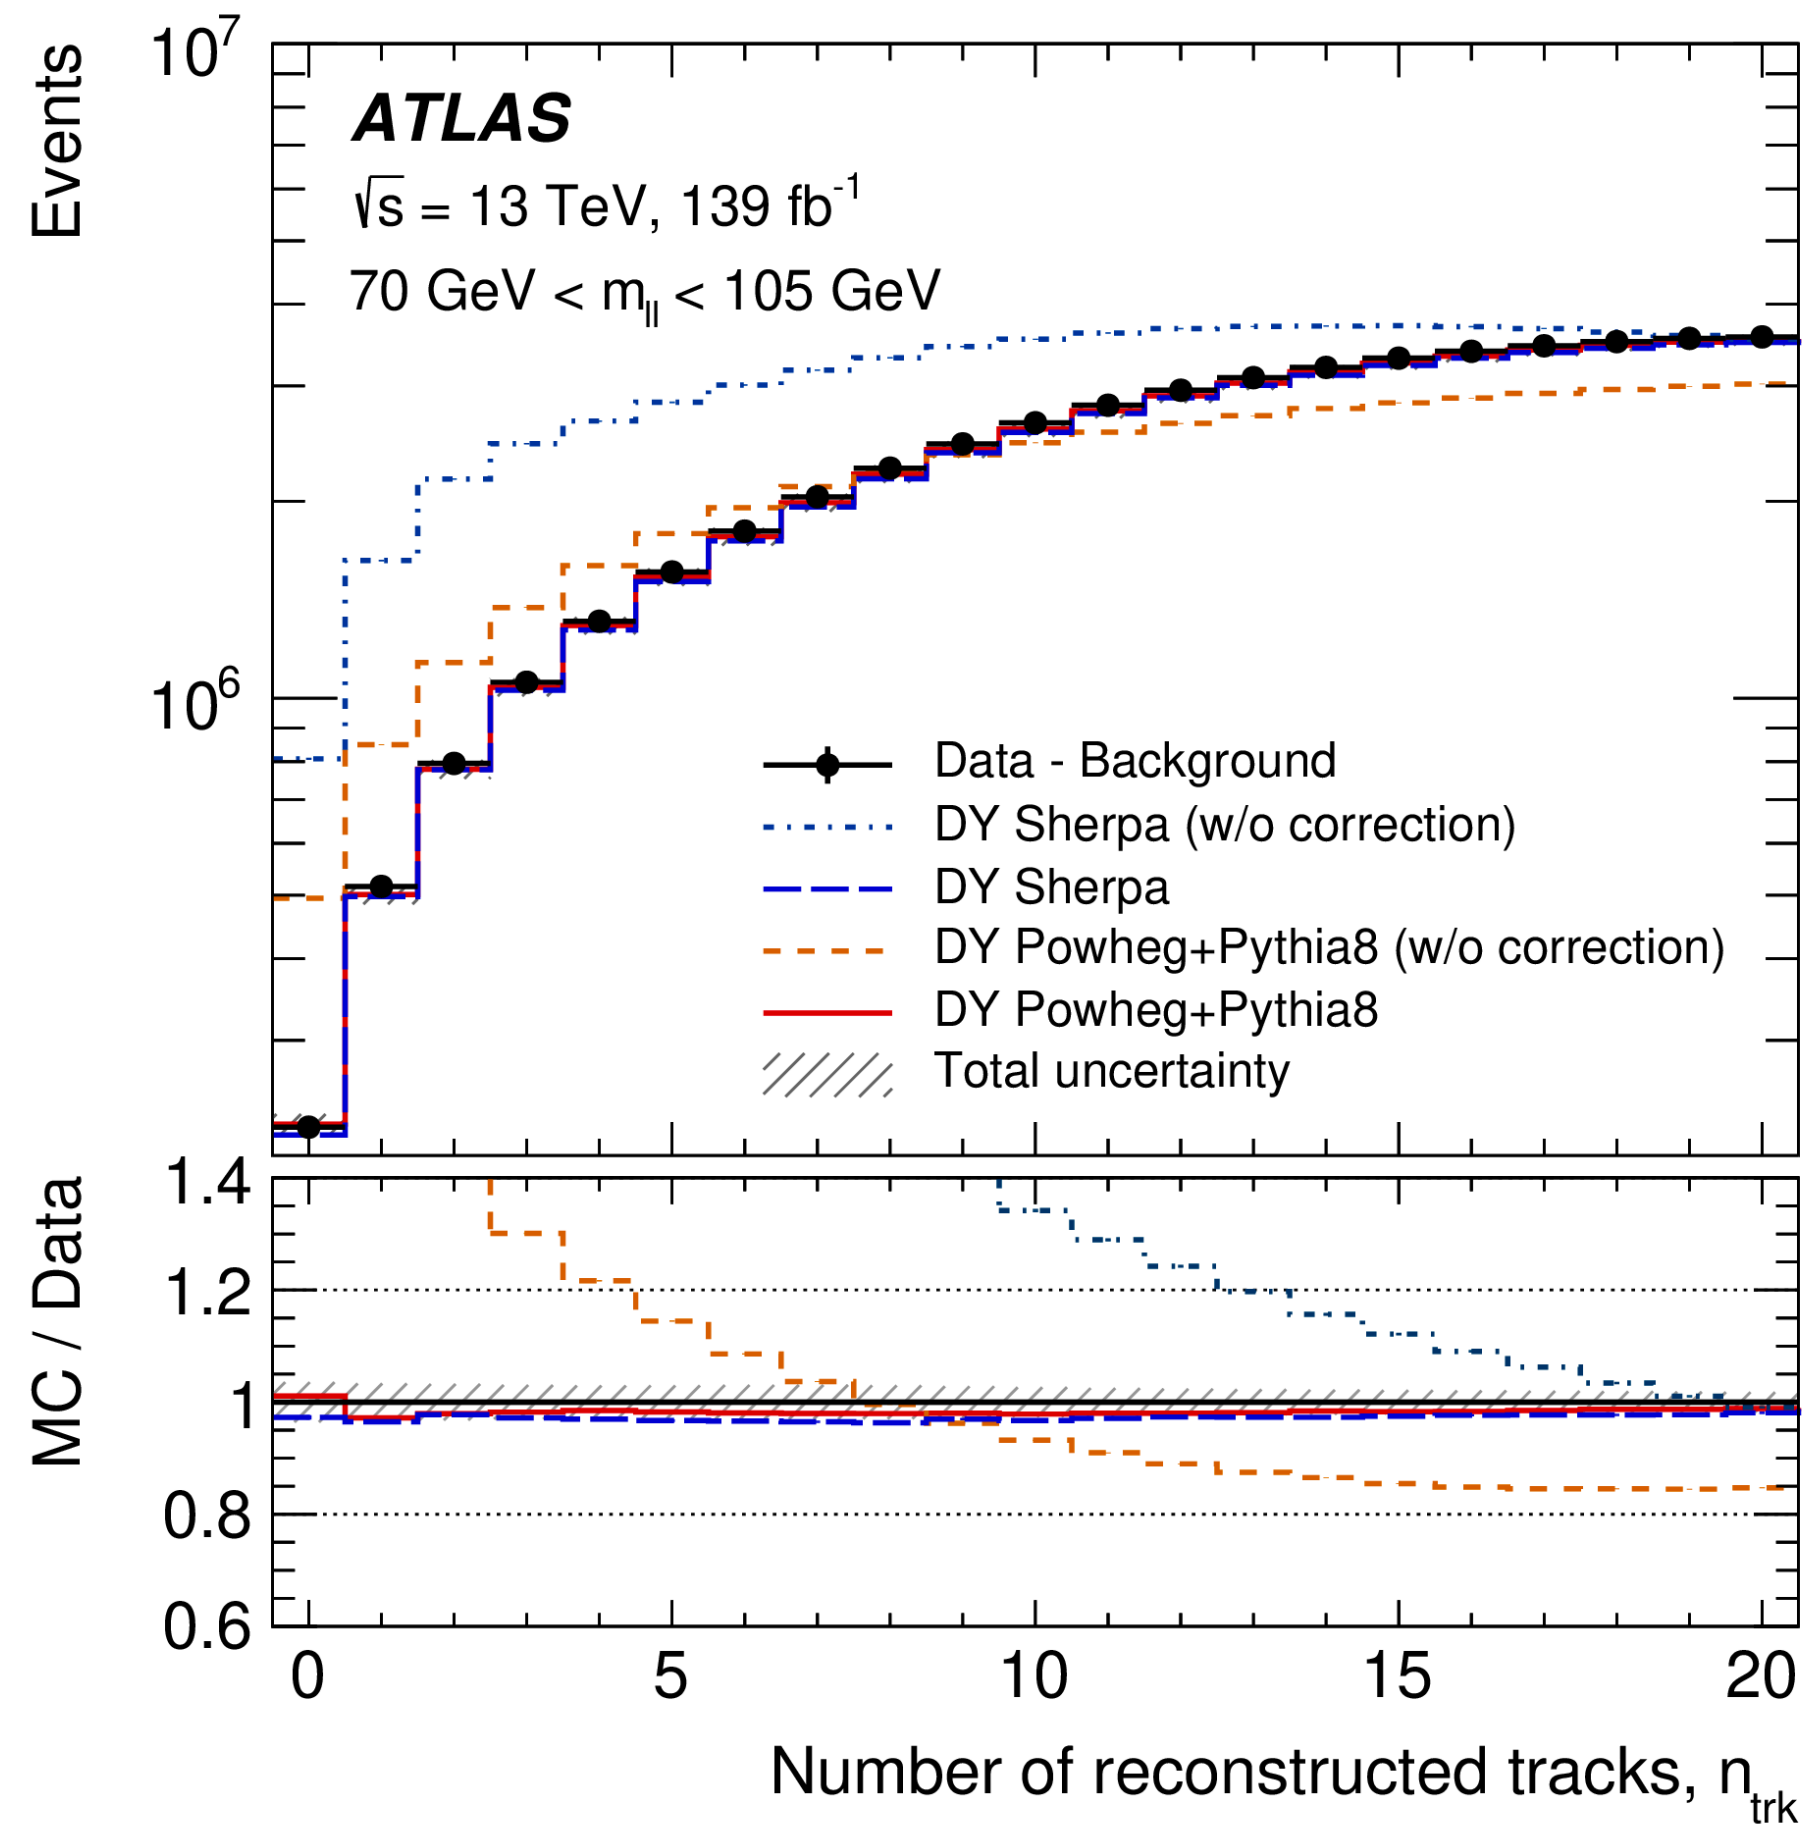 Events
10^7
10^6
ATLAS
√s = 13 TeV, 139 fb^-1
70 GeV < m_ll < 105 GeV
Data - Background
DY Sherpa (w/o correction)
DY Sherpa
DY Powheg+Pythia8 (w/o correction)
DY Powheg+Pythia8
Total uncertainty
MC / Data
1.4
1.2
1
0.8
0.6
0 5 10 15 20
Number of reconstructed tracks, n_trk